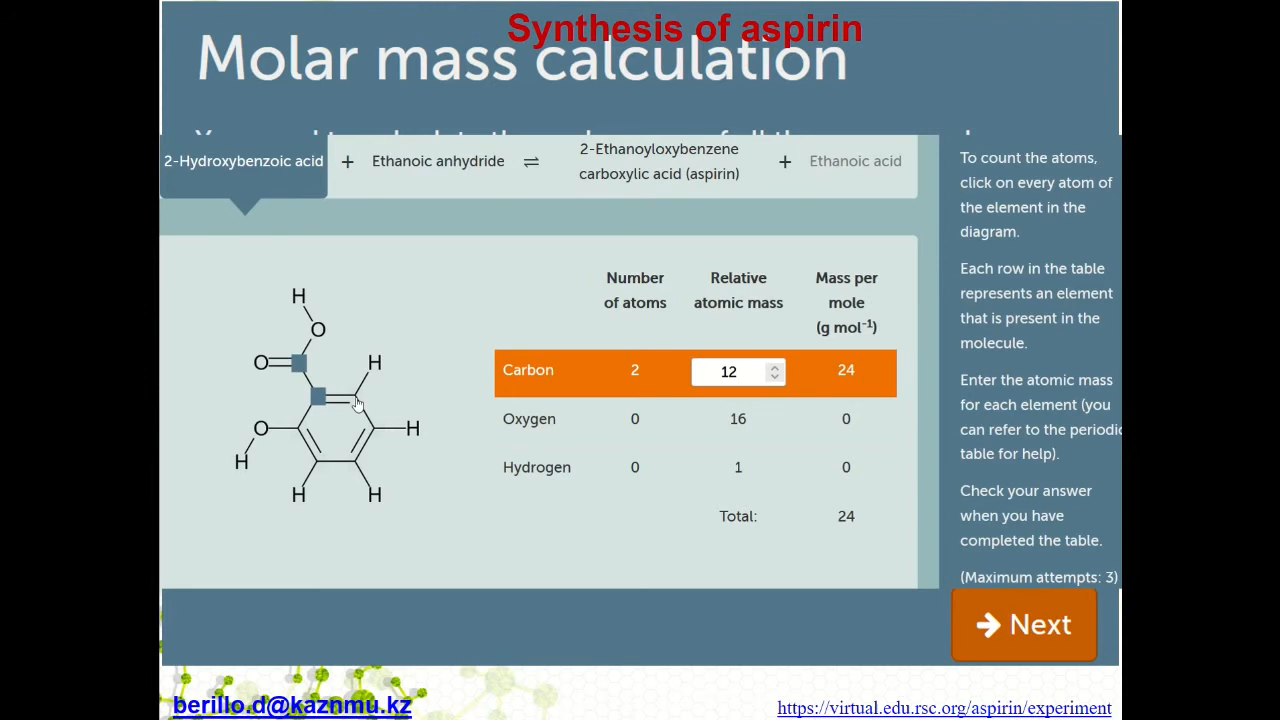 Synthesis of aspirin
Molar mass calculation
2-Hydroxybenzoic acid + Ethanoic anhydride ⇌ 2-Ethanoyloxybenzene carboxylic acid (aspirin) + Ethanoic acid
To count the atoms,
click on every atom of
the element in the
diagram.
Each row in the table
represents an element
that is present in the
molecule.
Enter the atomic mass
for each element (you
can refer to the periodic
table for help).
Check your answer
when you have
completed the table.
(Maximum attempts: 3)
H
O
O
H
O
H
H
H
H
Number of atoms Relative atomic mass Mass per mole (g mol⁻¹)
Carbon 2 12 24
Oxygen 0 16 0
Hydrogen 0 1 0
Total: 24
Next
berillo.d@kaznmu.kz
https://virtual.edu.rsc.org/aspirin/experiment